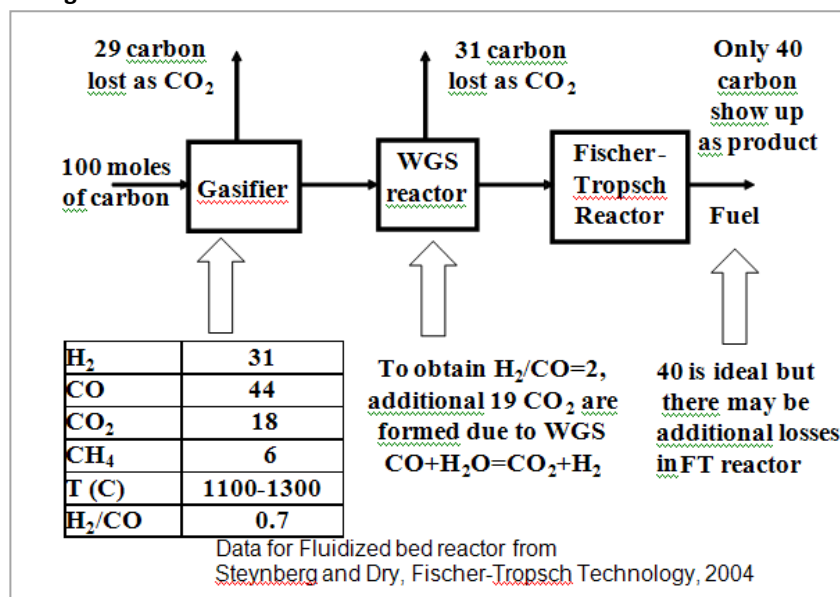 29 carbon
lost as CO₂
31 carbon
lost as CO₂
Only 40
carbon
show up
as product
100 moles
of carbon
Gasifier
WGS
reactor
Fischer-
Tropsch
Reactor
Fuel
H₂ 31
CO 44
CO₂ 18
CH₄ 6
T (C) 1100-1300
H₂/CO 0.7
To obtain H₂/CO=2,
additional 19 CO₂ are
formed due to WGS
CO+H₂O=CO₂+H₂
40 is ideal but
there may be
additional losses
in FT reactor
Data for Fluidized bed reactor from
Steynberg and Dry, Fischer-Tropsch Technology, 2004